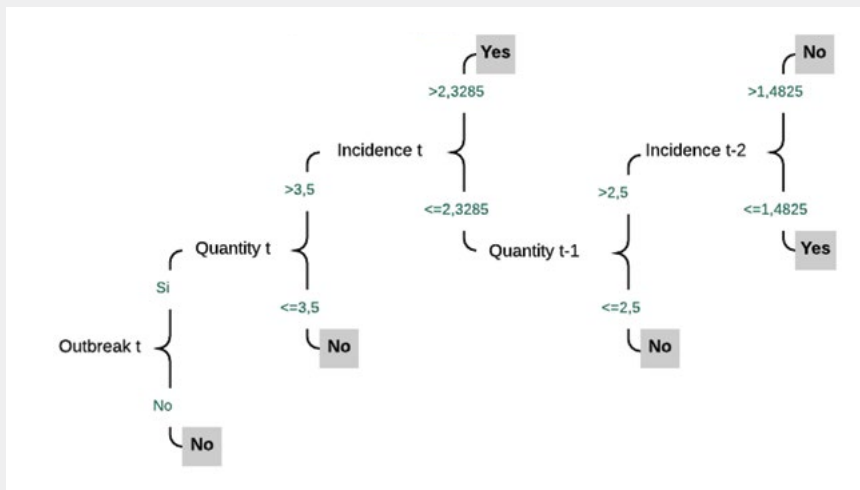 Yes
No
>2,3285
>1,4825
Incidence t
Incidence t-2
>3,5
>2,5
<=2,3285
<=1,4825
Quantity t
Quantity t-1
Yes
Si
<=3,5
<=2,5
Outbreak t
No
No
No
No